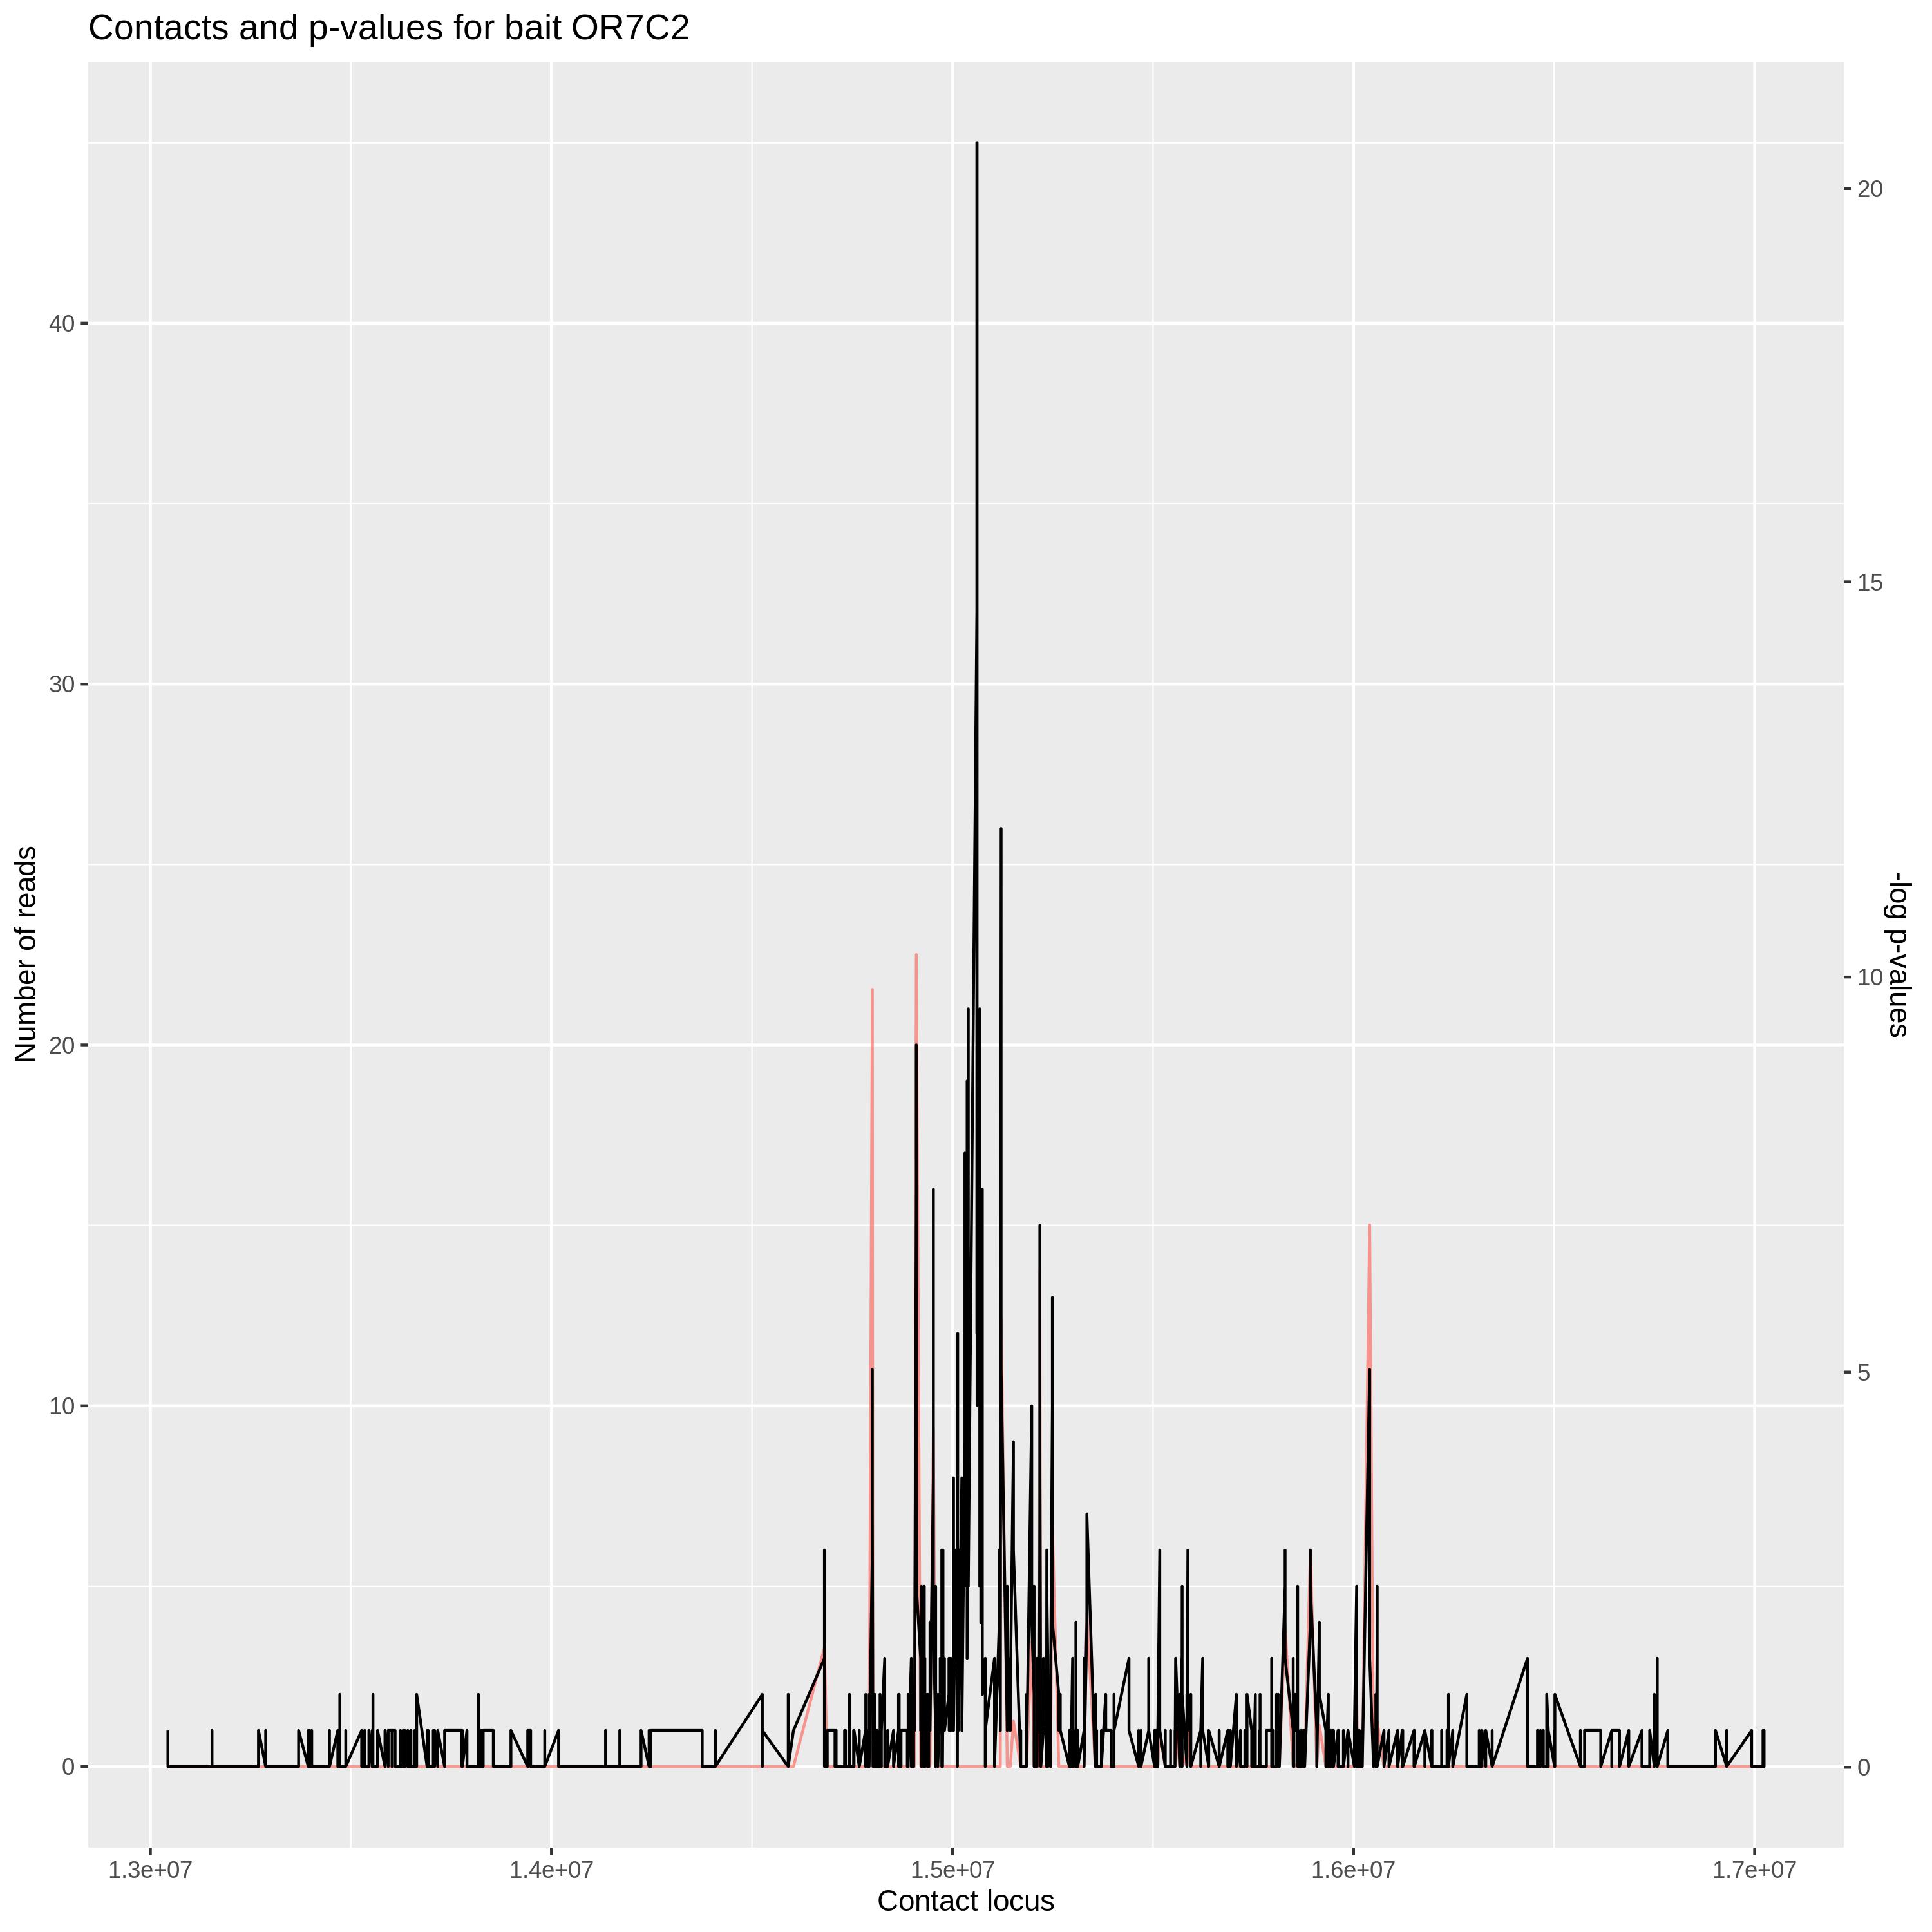 Contacts and p-values for bait OR7C2
Number of reads
40
30
20
10
0
20
15
10
5
0
-log p-values
1.3e+07 1.4e+07 1.5e+07 1.6e+07 1.7e+07
Contact locus